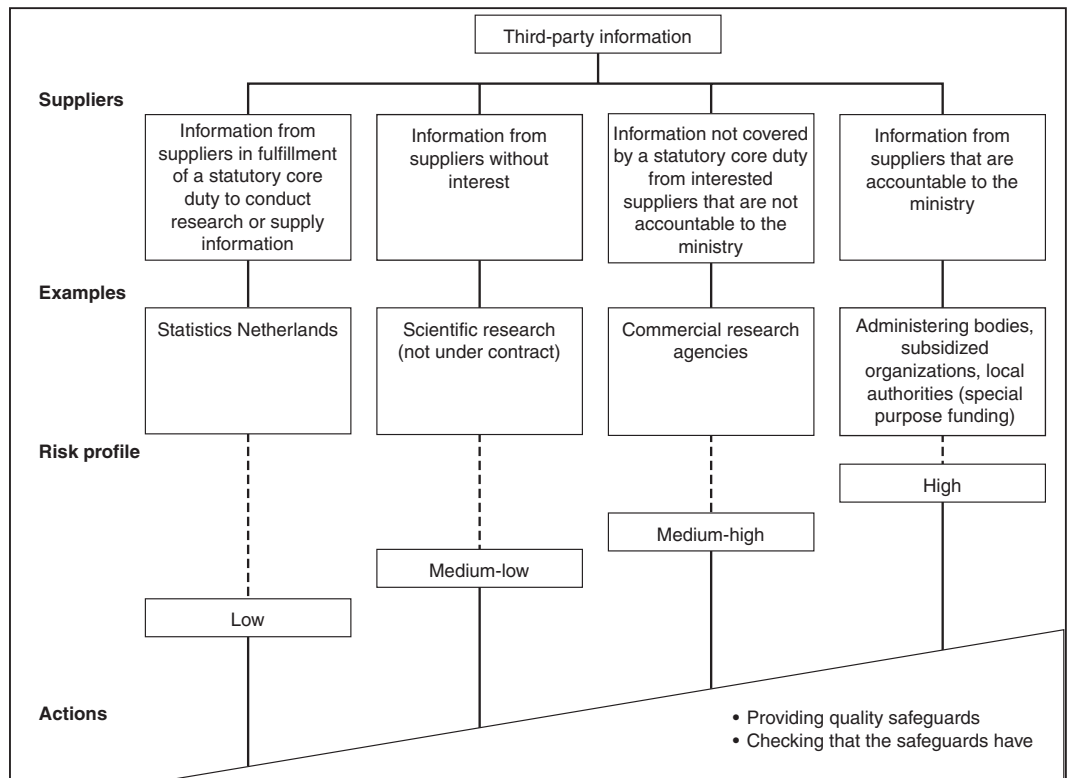 Third-party information
Suppliers
Information from
suppliers in fulfillment
of a statutory core
duty to conduct
research or supply
information
Information from
suppliers without
interest
Information not covered
by a statutory core duty
from interested
suppliers that are not
accountable to the
ministry
Information from
suppliers that are
accountable to the
ministry
Examples
Statistics Netherlands
Scientific research
(not under contract)
Commercial research
agencies
Administering bodies,
subsidized
organizations, local
authorities (special
purpose funding)
Risk profile
High
Medium-high
Medium-low
Low
Actions
• Providing quality safeguards
• Checking that the safeguards have